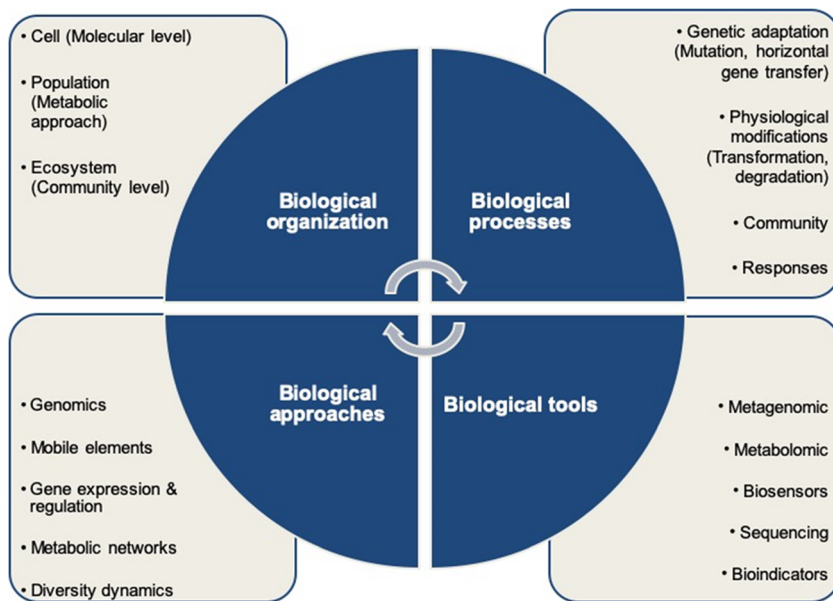 • Cell (Molecular level)
• Population
(Metabolic
approach)
• Ecosystem
(Community level)
• Genetic adaptation
(Mutation, horizontal
gene transfer)
• Physiological
modifications
(Transformation,
degradation)
• Community
• Responses
Biological
organization
Biological
processes
Biological
approaches
Biological tools
• Genomics
• Mobile elements
• Gene expression &
regulation
• Metabolic networks
• Diversity dynamics
• Metagenomic
• Metabolomic
• Biosensors
• Sequencing
• Bioindicators